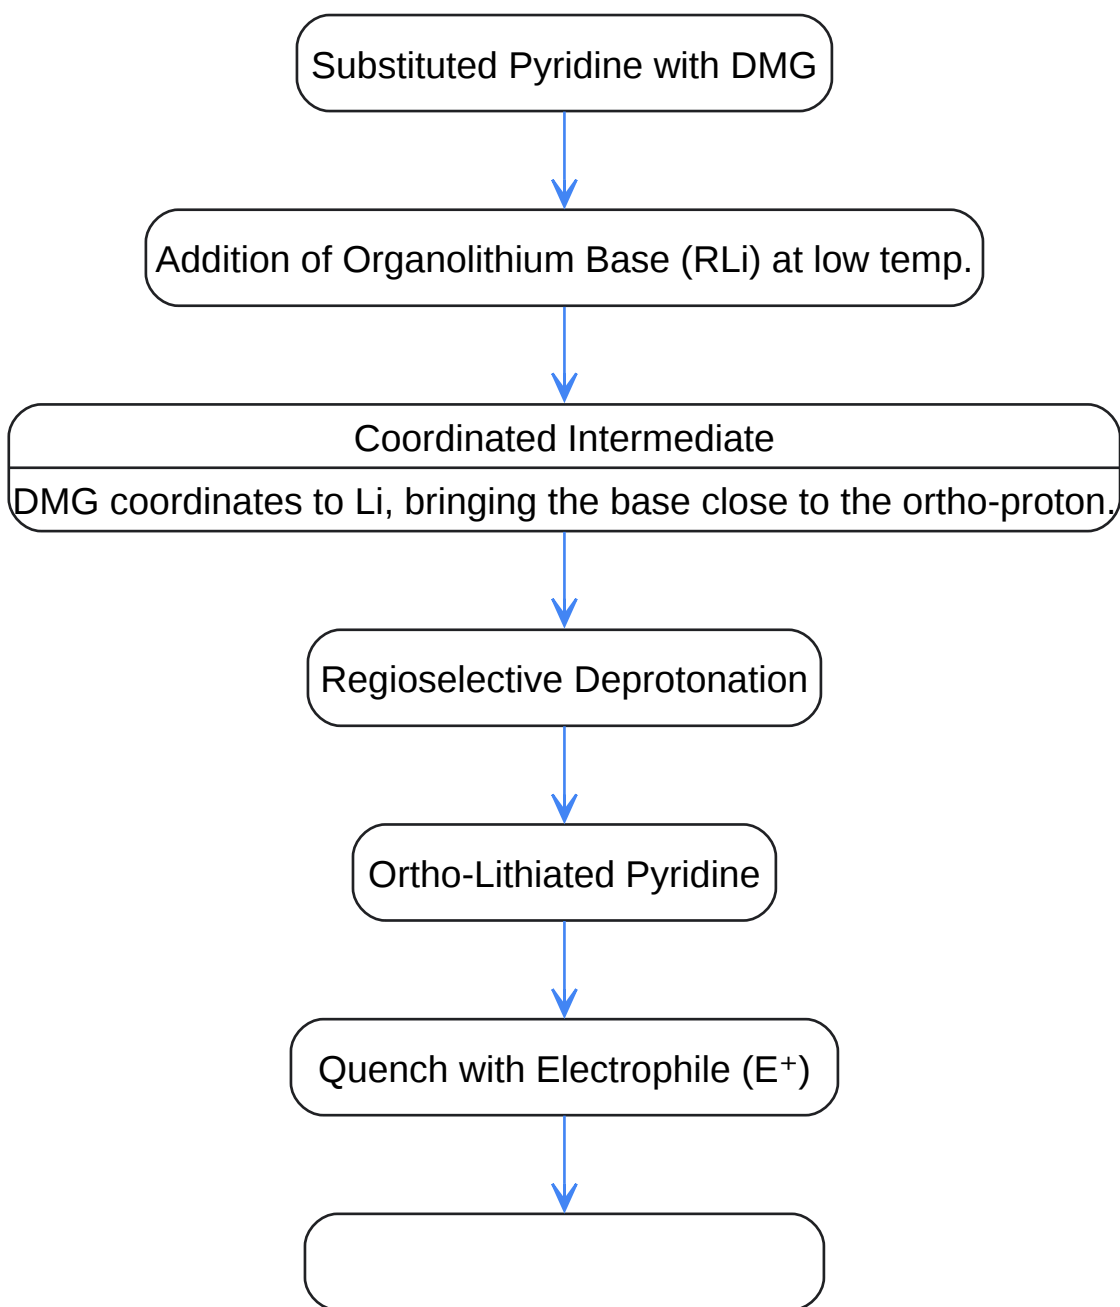 Substituted Pyridine with DMG
Addition of Organolithium Base (RLi) at low temp.
Coordinated Intermediate
DMG coordinates to Li, bringing the base close to the ortho-proton.
Regioselective Deprotonation
Ortho-Lithiated Pyridine
Quench with Electrophile (E⁺)